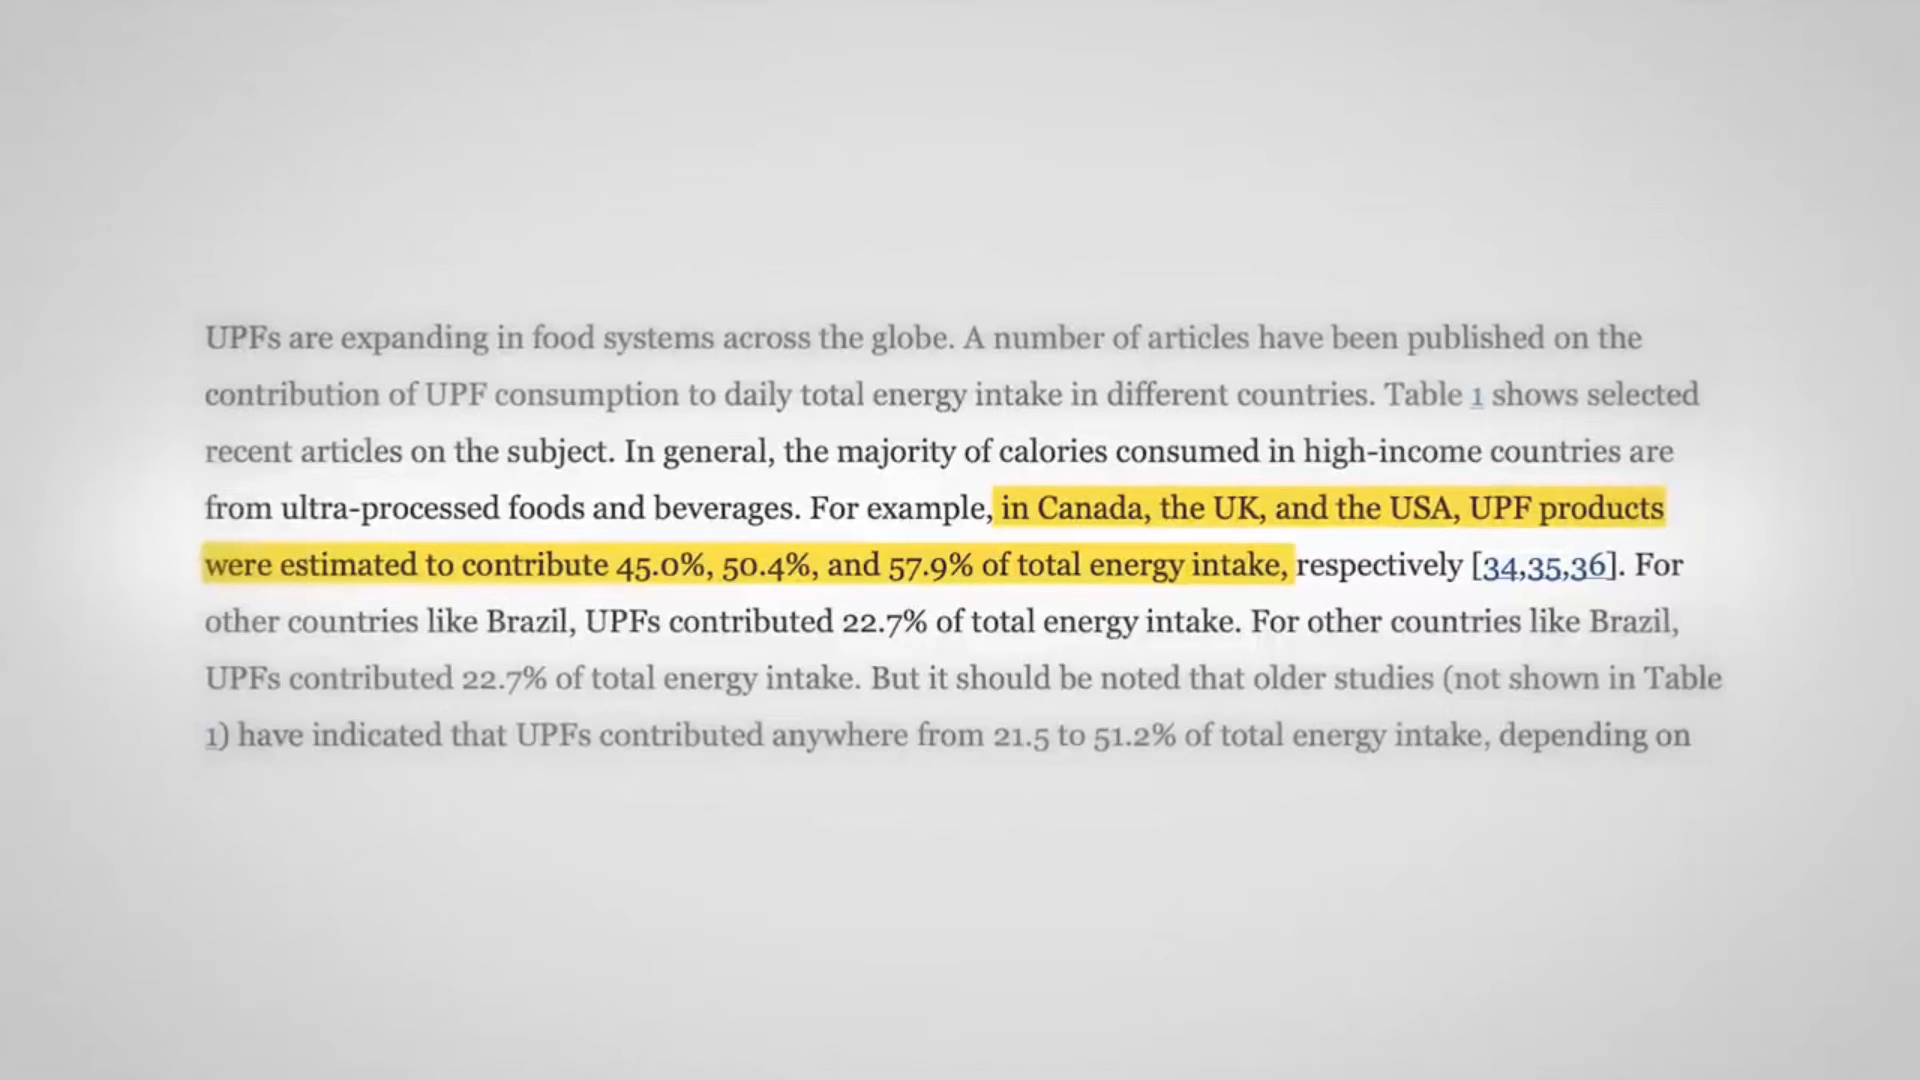 UPFs are expanding in food systems across the globe. A number of articles have been published on the
contribution of UPF consumption to daily total energy intake in different countries. Table 1 shows selected
recent articles on the subject. In general, the majority of calories consumed in high-income countries are
from ultra-processed foods and beverages. For example, in Canada, the UK, and the USA, UPF products
were estimated to contribute 45.0%, 50.4%, and 57.9% of total energy intake, respectively [34,35,36]. For
other countries like Brazil, UPFs contributed 22.7% of total energy intake. For other countries like Brazil,
UPFs contributed 22.7% of total energy intake. But it should be noted that older studies (not shown in Table
1) have indicated that UPFs contributed anywhere from 21.5 to 51.2% of total energy intake, depending on